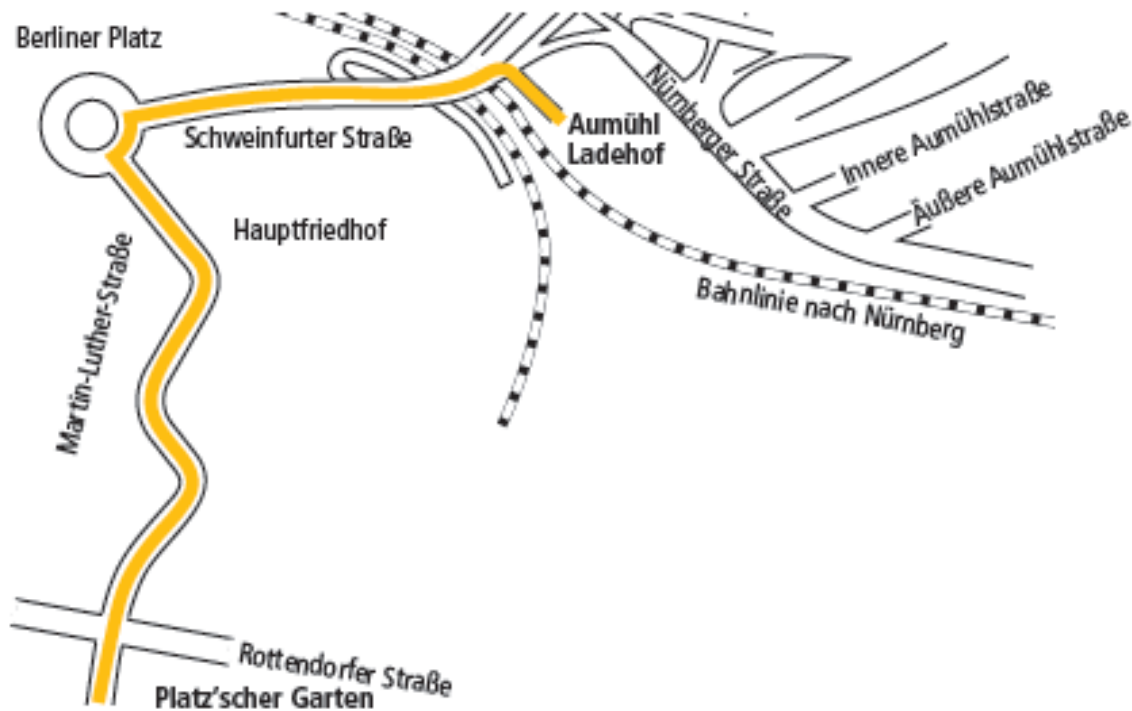 Berliner Platz
Schweinfurter Straße
Aumühl
Ladehof
Nürnberger Straße
Innere Aumühlstraße
Äußere Aumühlstraße
Hauptfriedhof
Martin-Luther-Straße
Bahnlinie nach Nürnberg
Rottendorfer Straße
Platz'scher Garten